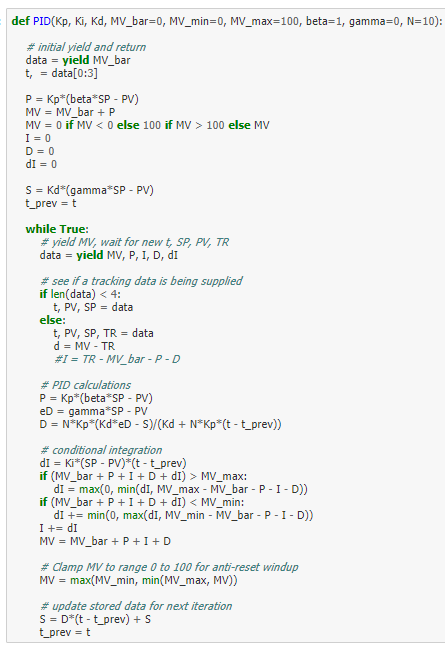 def PID(Kp, Ki, Kd, MV_bar=0, MV_min=0, MV_max=100, beta=1, gamma=0, N=10):
# initial yield and return
data = yield MV_bar
t, = data[0:3]
P = Kp*(beta*SP - PV)
MV = MV_bar + P
MV = 0 if MV < 0 else 100 if MV > 100 else MV
I = 0
D = 0
dI = 0
S = Kd*(gamma*SP - PV)
t_prev = t
while True:
# yield MV, wait for new t, SP, PV, TR
data = yield MV, P, I, D, dI
# see if a tracking data is being supplied
if len(data) < 4:
t, PV, SP = data
else:
t, PV, SP, TR = data
d = MV - TR
#I = TR - MV_bar - P - D
# PID calculations
P = Kp*(beta*SP - PV)
eD = gamma*SP - PV
D = N*Kp*(Kd*eD - S)/(Kd + N*Kp*(t - t_prev))
# conditional integration
dI = Ki*(SP - PV)*(t - t_prev)
if (MV_bar + P + I + D + dI) > MV_max:
dI = max(0, min(dI, MV_max - MV_bar - P - I - D))
if (MV_bar + P + I + D + dI) < MV_min:
dI += min(0, max(dI, MV_min - MV_bar - P - I - D))
I += dI
MV = MV_bar + P + I + D
# Clamp MV to range 0 to 100 for anti-reset windup
MV = max(MV_min, min(MV_max, MV))
# update stored data for next iteration
S = D*(t - t_prev) + S
t_prev = t